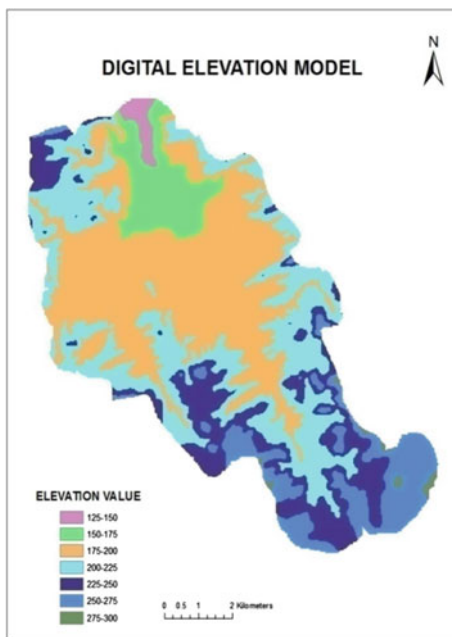 N
DIGITAL ELEVATION MODEL
ELEVATION VALUE
125-150
150-175
175-200
200-225
225-250
250-275
275-300
0 0.5 1 2 Kilometers